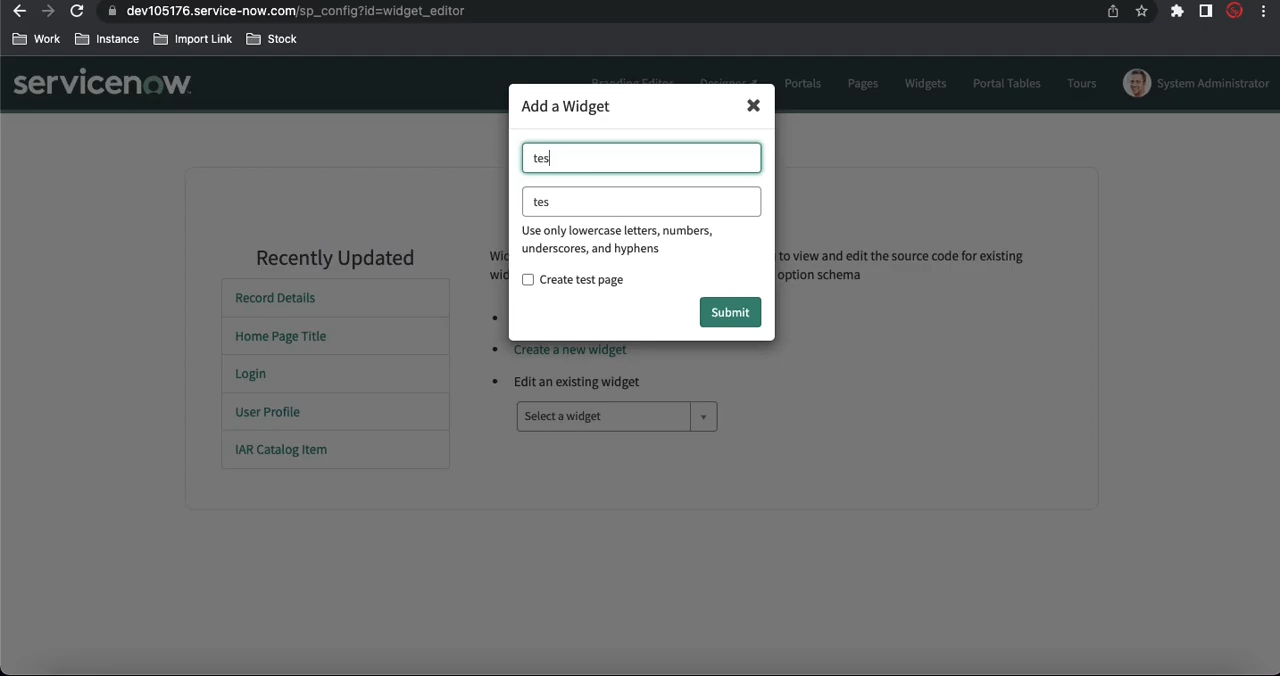 dev105176.service-now.com/sp_config?id=widget_editor
Work Instance Import Link Stock
servicenow
Branding Editor Designer Portals Pages Widgets Portal Tables Tours System Administrator
Add a Widget
tes
tes
Use only lowercase letters, numbers,
underscores, and hyphens
Create test page
Submit
Recently Updated
Record Details
Home Page Title
Login
User Profile
IAR Catalog Item
to view and edit the source code for existing
option schema
Create a new widget
Edit an existing widget
Select a widget